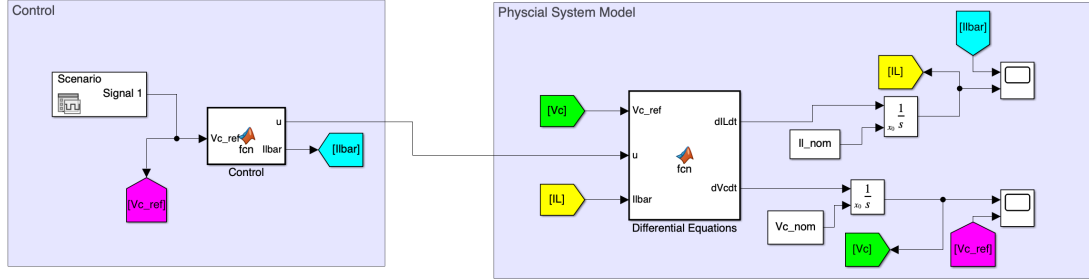 Control
Scenario
Signal 1
Vc_ref
fcn
u
Ilbar
Control
[Ilbar]
[Vc_ref]
Physcial System Model
[Vc]
[IL]
Vc_ref
u
Ilbar
fcn
dILdt
dVcdt
Differential Equations
[Ilbar]
[IL]
1
s
x₀
Il_nom
1
s
x₀
Vc_nom
[Vc]
[Vc_ref]